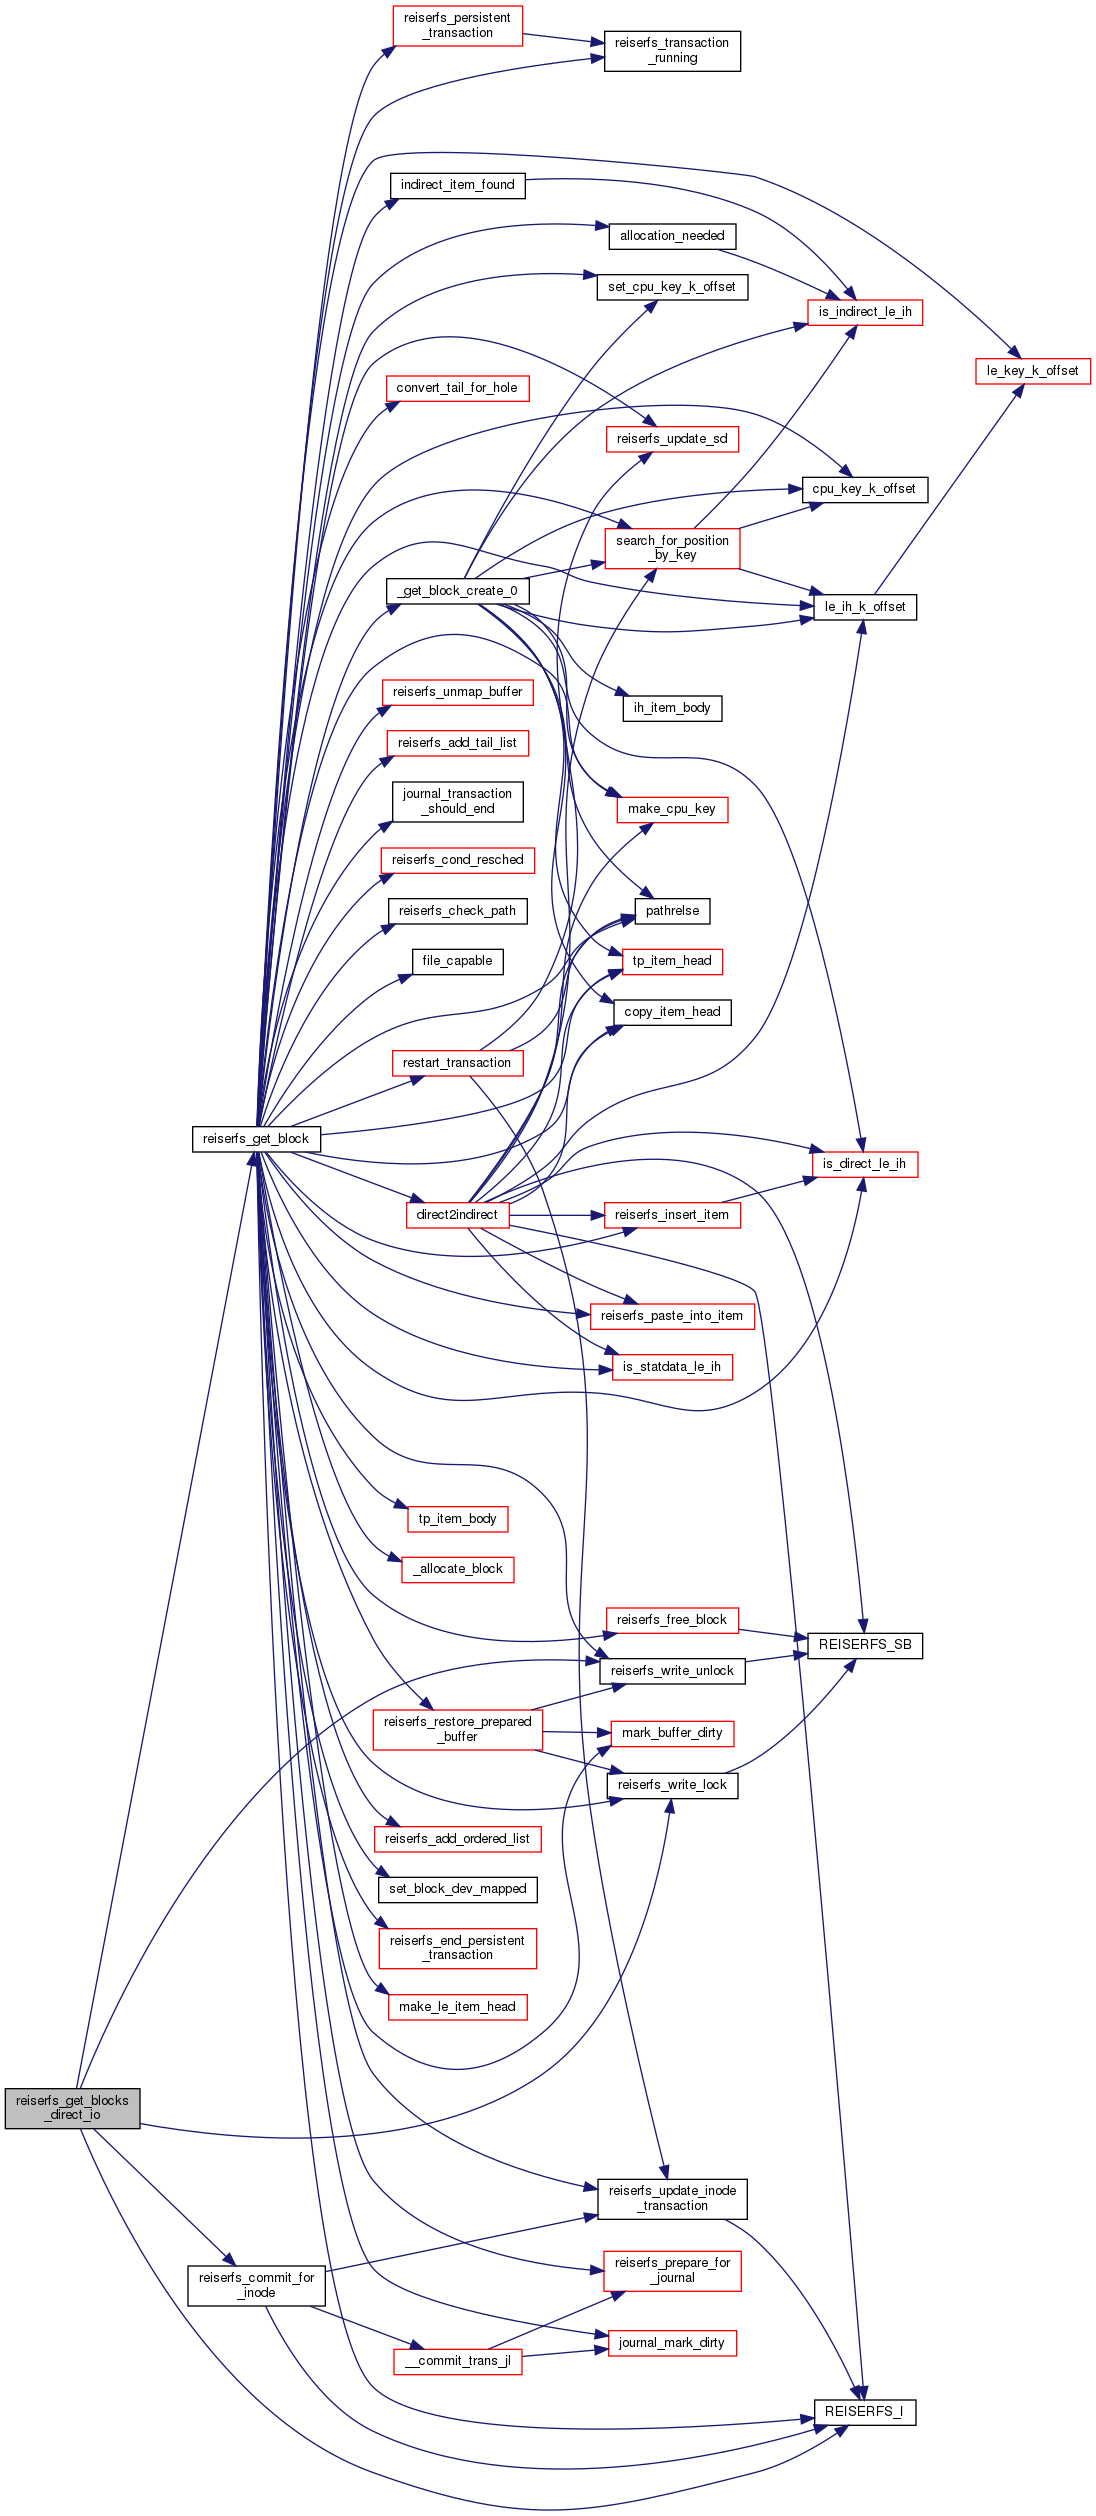 reiserfs_persistent
_transaction
reiserfs_transaction
_running
indirect_item_found
allocation_needed
set_cpu_key_k_offset
is_indirect_le_ih
le_key_k_offset
convert_tail_for_hole
reiserfs_update_sd
cpu_key_k_offset
search_for_position
_by_key
_get_block_create_0
le_ih_k_offset
reiserfs_unmap_buffer
ih_item_body
reiserfs_add_tail_list
journal_transaction
_should_end
make_cpu_key
reiserfs_cond_resched
reiserfs_check_path
pathrelse
file_capable
tp_item_head
copy_item_head
restart_transaction
reiserfs_get_block
is_direct_le_ih
direct2indirect
reiserfs_insert_item
reiserfs_paste_into_item
is_statdata_le_ih
tp_item_body
_allocate_block
reiserfs_free_block
REISERFS_SB
reiserfs_write_unlock
reiserfs_restore_prepared
_buffer
mark_buffer_dirty
reiserfs_write_lock
reiserfs_add_ordered_list
set_block_dev_mapped
reiserfs_end_persistent
_transaction
make_le_item_head
reiserfs_get_blocks
_direct_io
reiserfs_update_inode
_transaction
reiserfs_commit_for
_inode
reiserfs_prepare_for
_journal
journal_mark_dirty
__commit_trans_jl
REISERFS_I